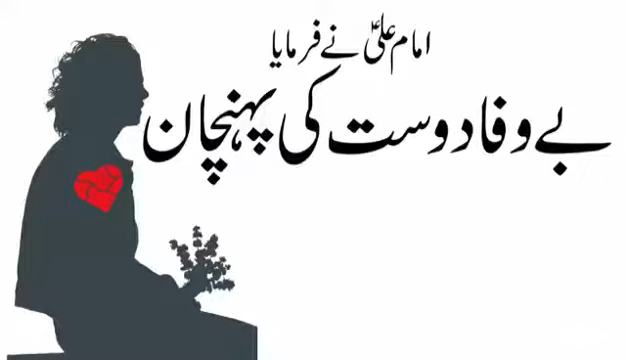 امام علیؑ نے فرمایا
بے وفا دوست کی پہنچان